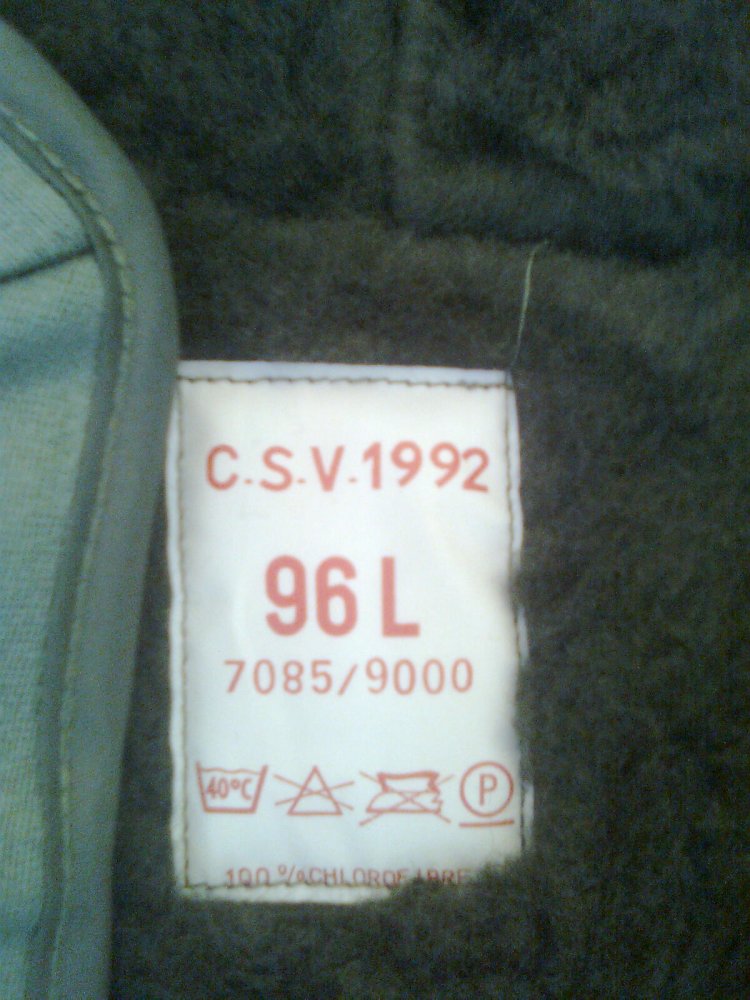 C.S.V.1992
96 L
7085/9000
40°C P
100 % CHLOROFIBRE